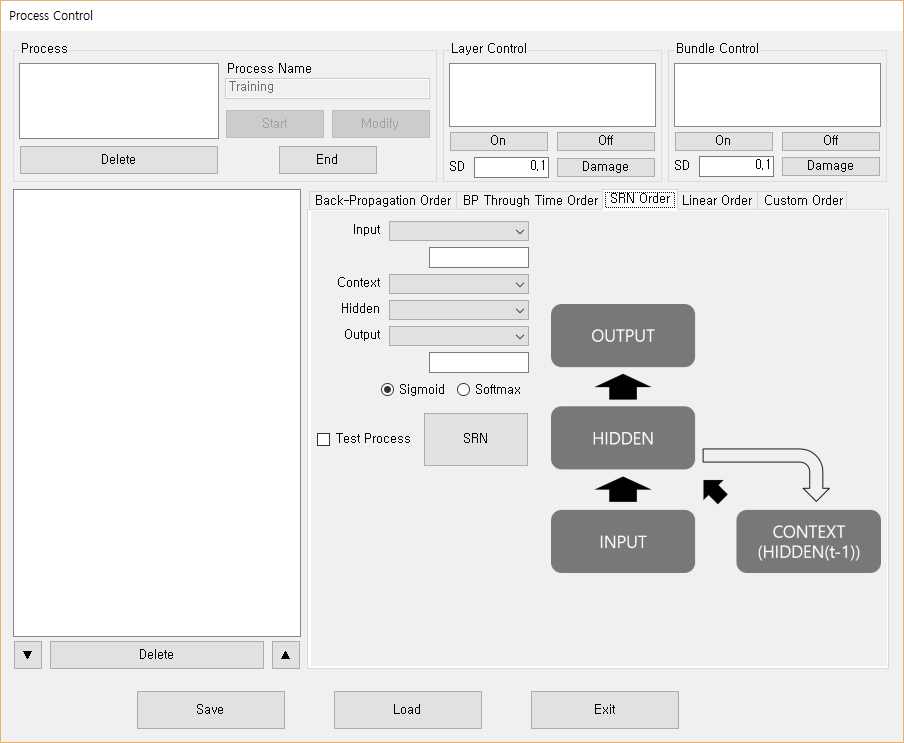 Process Control
Process
Process Name
Training
Start
Modify
Delete
End
Layer Control
On
Off
SD
0,1
Damage
Bundle Control
On
Off
SD
0,1
Damage
Back-Propagation Order
BP Through Time Order
SRN Order
Linear Order
Custom Order
Input
Context
Hidden
Output
Sigmoid
Softmax
Test Process
SRN
OUTPUT
HIDDEN
INPUT
CONTEXT
(HIDDEN(t-1))
▼
Delete
▲
Save
Load
Exit